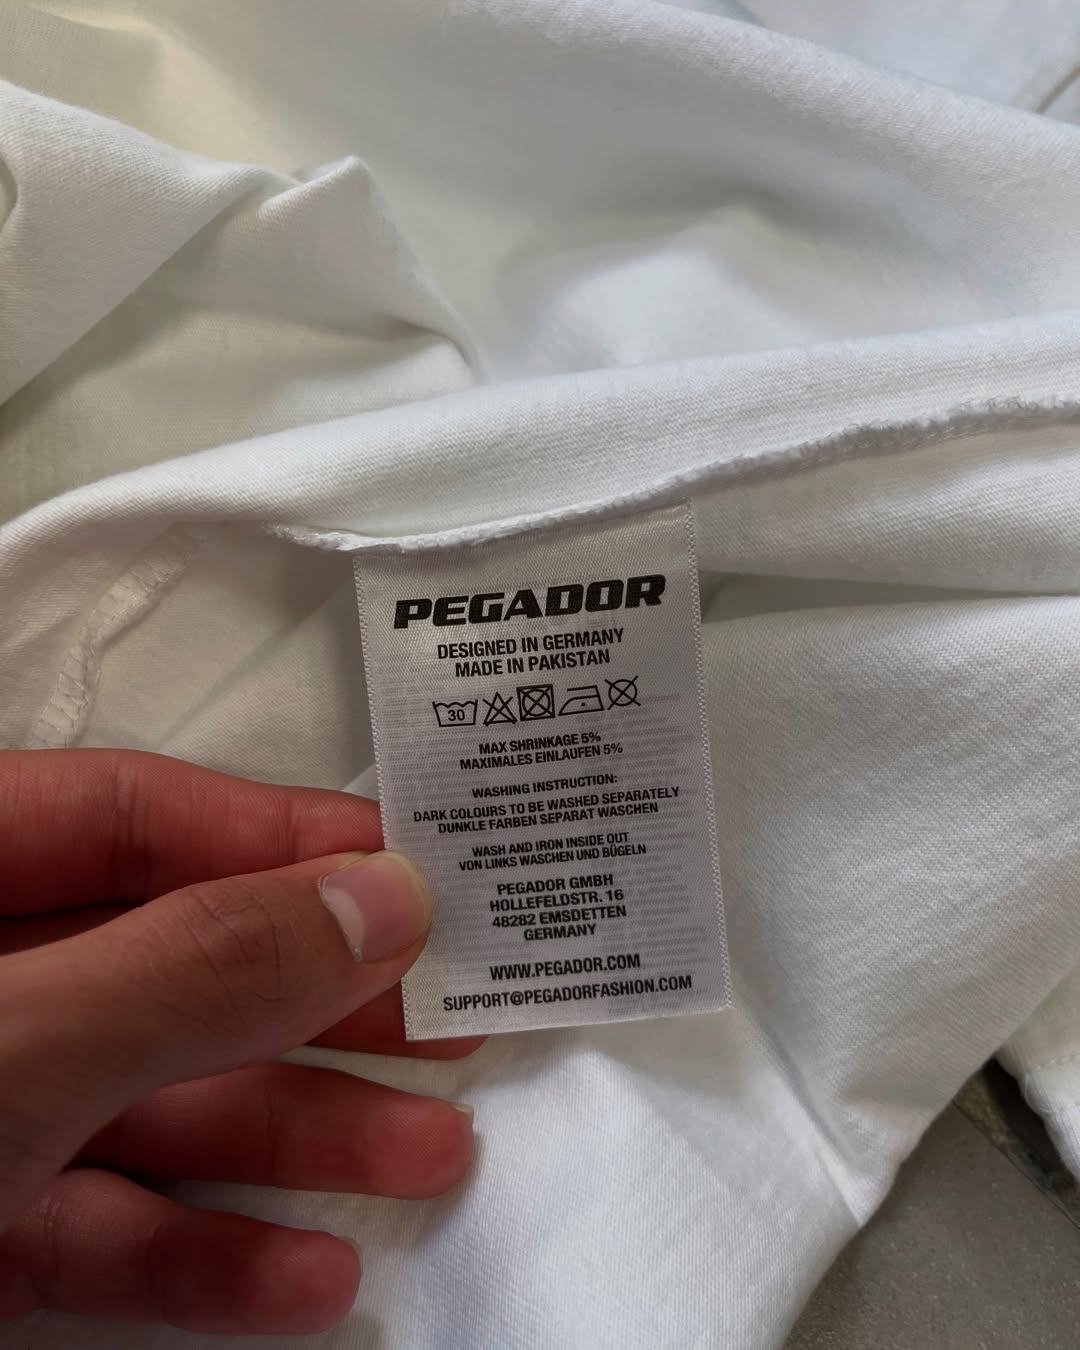 PEGADOR
DESIGNED IN GERMANY
MADE IN PAKISTAN
30
MAX SHRINKAGE 5%
MAXIMALES EINLAUFEN 5%
WASHING INSTRUCTION:
DARK COLOURS TO BE WASHED SEPARATELY
DUNKLE FARBEN SEPARAT WASCHEN
WASH AND IRON INSIDE OUT
VON LINKS WASCHEN UND BÜGELN
PEGADOR GMBH
HOLLEFELDSTR. 16
48282 EMSDETTEN
GERMANY
WWW.PEGADOR.COM
SUPPORT@PEGADORFASHION.COM